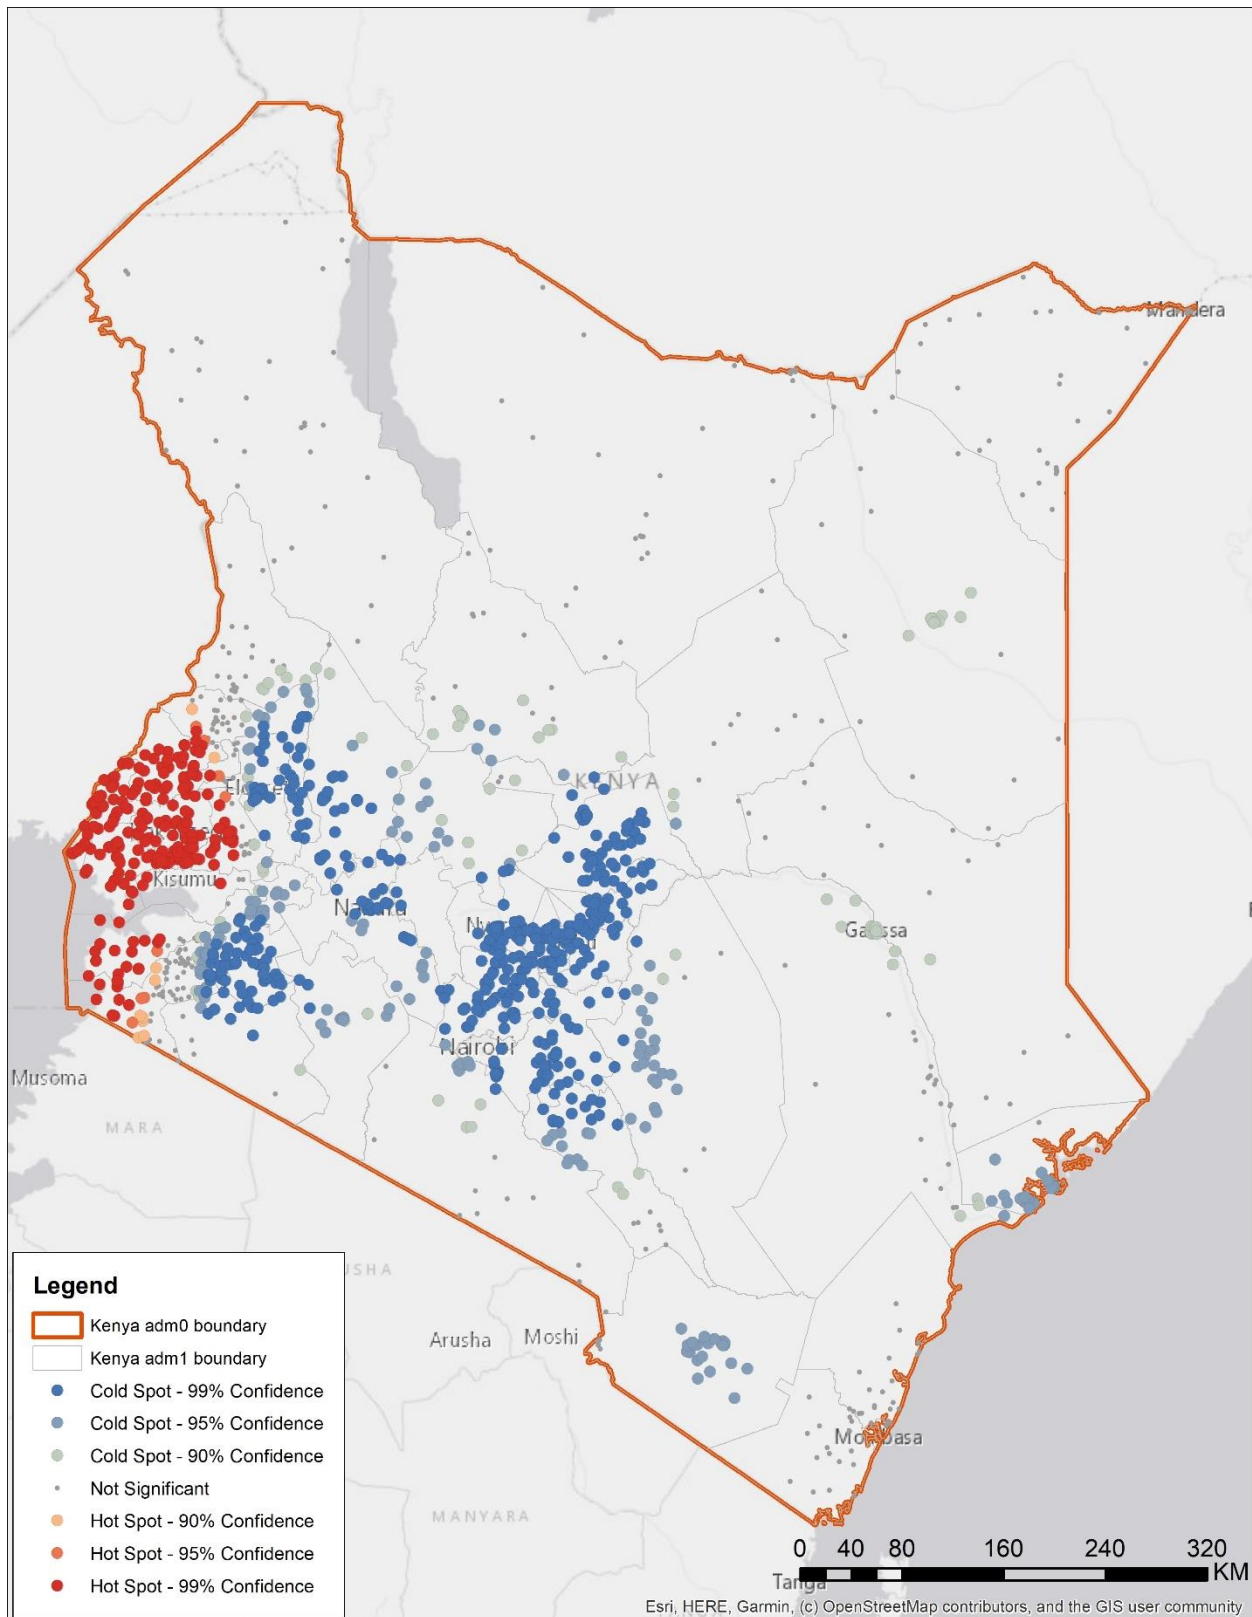 Mandera
KENYA
Kisumu
Garissa
Nairobi
Musoma
MARA
Arusha
Moshi
Mombasa
MANYARA
Tanga
Legend
Kenya adm0 boundary
Kenya adm1 boundary
Cold Spot - 99% Confidence
Cold Spot - 95% Confidence
Cold Spot - 90% Confidence
Not Significant
Hot Spot - 90% Confidence
Hot Spot - 95% Confidence
Hot Spot - 99% Confidence
0 40 80 160 240 320
KM
Esri, HERE, Garmin, (c) OpenStreetMap contributors, and the GIS user community